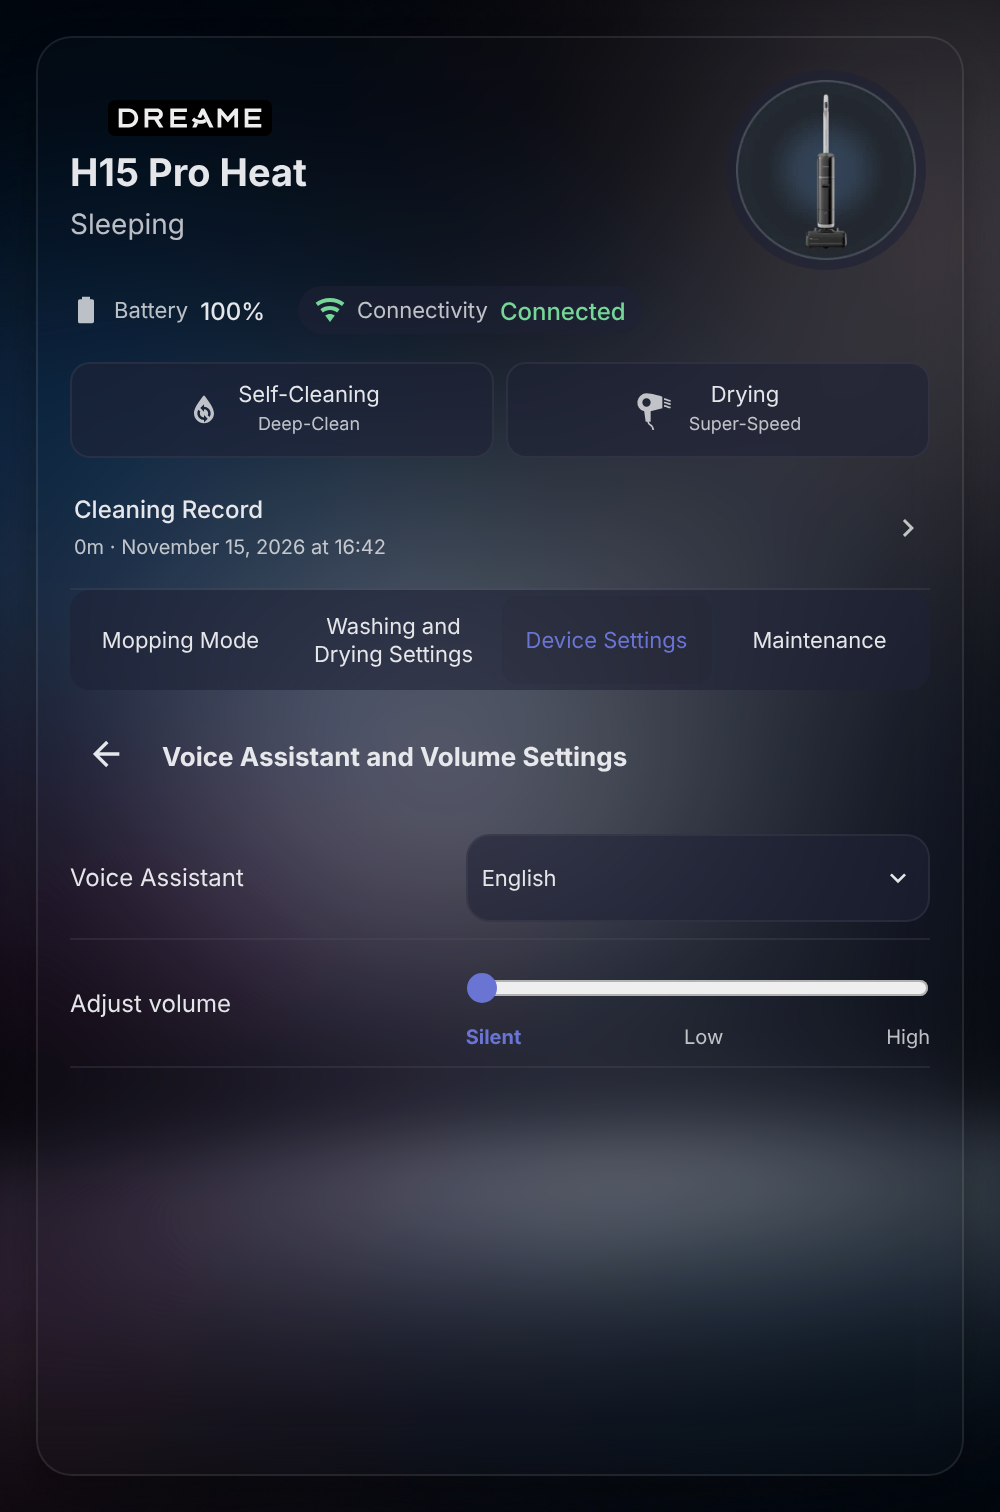 DREAME
H15 Pro Heat
Sleeping
Battery 100%
Connectivity Connected
Self-Cleaning
Deep-Clean
Drying
Super-Speed
Cleaning Record
0m · November 15, 2026 at 16:42
Mopping Mode
Washing and
Drying Settings
Device Settings
Maintenance
Voice Assistant and Volume Settings
Voice Assistant
English
Adjust volume
Silent
Low
High